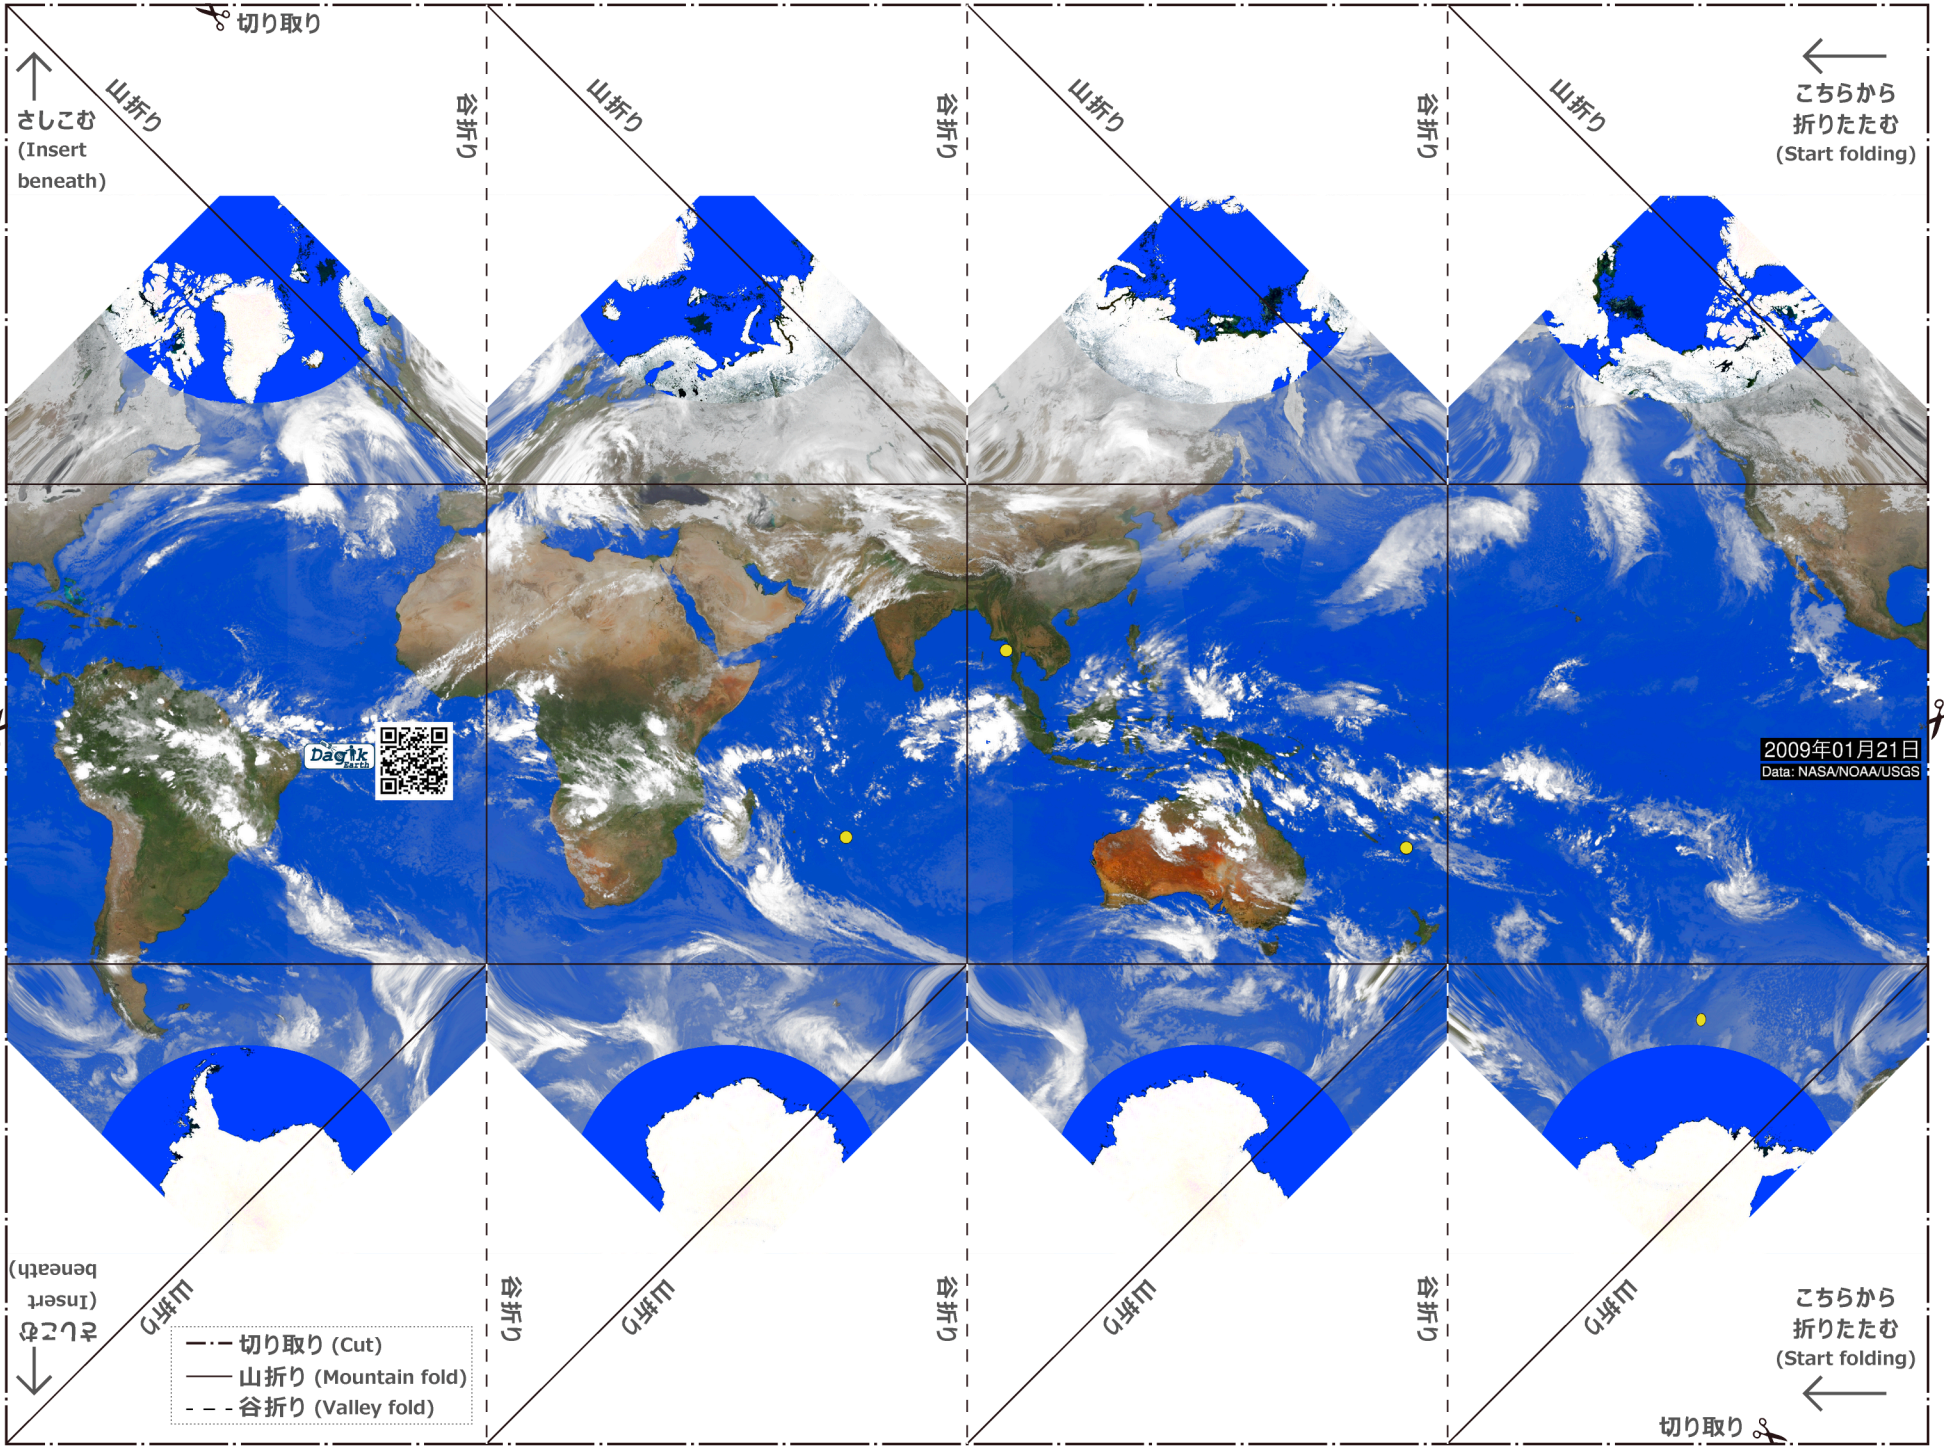 切り取り
さしこむ
(Insert
beneath)
山折り
谷折り
山折り
谷折り
山折り
谷折り
山折り
こちらから
折りたたむ
(Start folding)
Dagik
Earth
2009年01月21日
Data: NASA/NOAA/USGS
さしこむ
(Insert
beneath)
山折り
谷折り
山折り
谷折り
山折り
谷折り
山折り
こちらから
折りたたむ
(Start folding)
切り取り (Cut)
山折り (Mountain fold)
谷折り (Valley fold)
切り取り